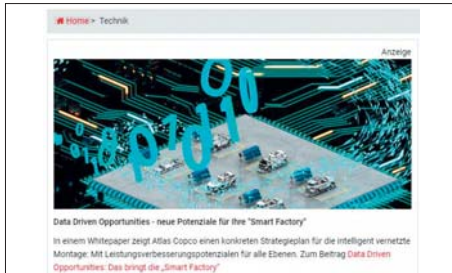 Home > Technik
Anzeige
Data Driven Opportunities - neue Potenziale für Ihre "Smart Factory"
In einem Whitepaper zeigt Atlas Copco einen konkreten Strategieplan für die intelligent vernetzte
Montage: Mit Leistungsverbesserungspotenzialen für alle Ebenen. Zum Beitrag Data Driven
Opportunities: Das bringt die „Smart Factory"